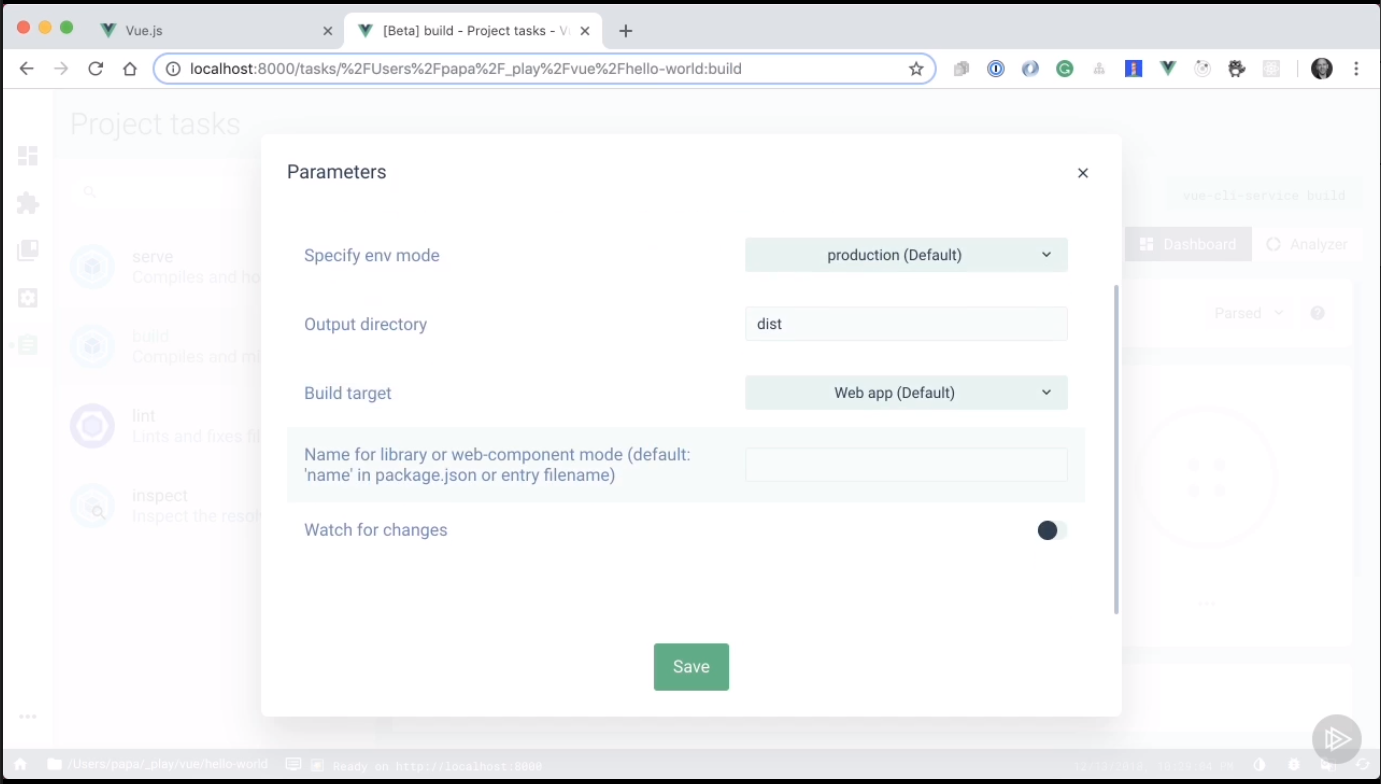 Vue.js
[Beta] build - Project tasks - V
localhost:8000/tasks/%2FUsers%2Fpapa%2F_play%2Fvue%2Fhello-world:build
Project tasks
Parameters
vue-cli-service build
Specify env mode
production (Default)
Dashboard
Analyzer
serve
Compiles and ho
Output directory
dist
Parsed
build
Compiles and mi
Build target
Web app (Default)
lint
Lints and fixes fil
Name for library or web-component mode (default:
'name' in package.json or entry filename)
inspect
Inspect the resol
Watch for changes
...
Save
/Users/papa/_play/vue/hello-world
Ready on http://localhost:8000